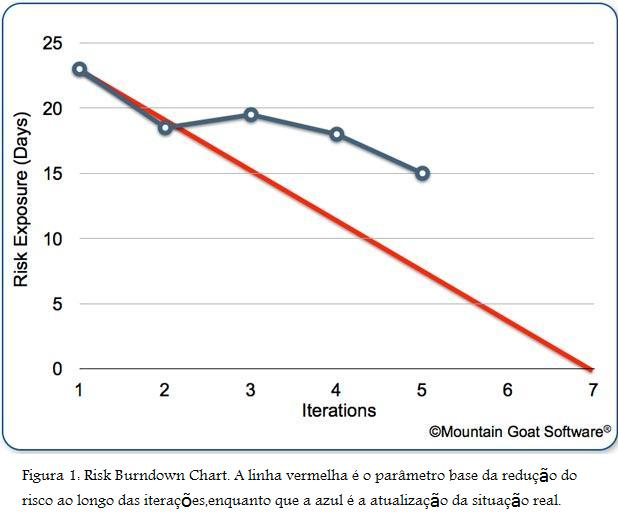 25
20
15
10
5
0
Risk Exposure (Days)
1 2 3 4 5 6 7
Iterations
©Mountain Goat Software®
Figura 1: Risk Burndown Chart. A linha vermelha é o parâmetro base da redução do
risco ao longo das iterações,enquanto que a azul é a atualização da situação real.